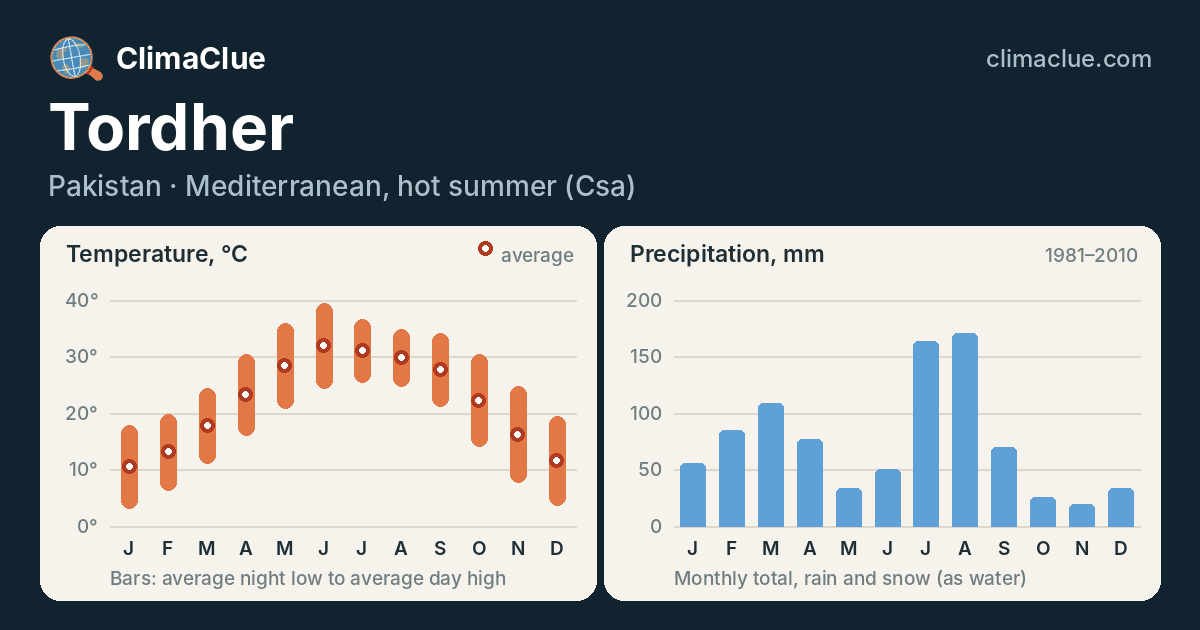 ClimaClue
climaclue.com
Tordher
Pakistan · Mediterranean, hot summer (Csa)
Temperature, °C
average
40°
30°
20°
10°
0°
J F M A M J J A S O N D
Bars: average night low to average day high
Precipitation, mm
1981–2010
200
150
100
50
0
J F M A M J J A S O N D
Monthly total, rain and snow (as water)